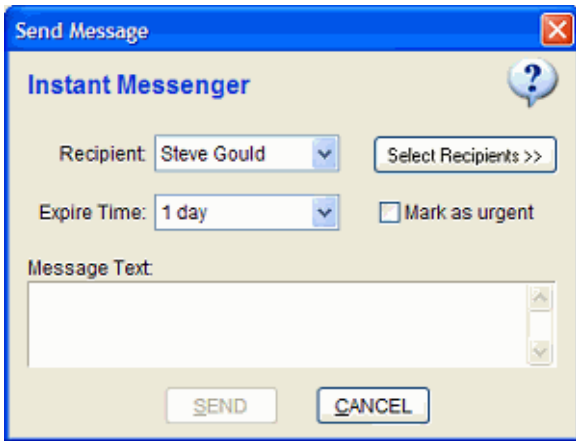 Send Message
Instant Messenger
?
Recipient: Steve Gould Select Recipients >>
Expire Time: 1 day Mark as urgent
Message Text:
SEND CANCEL